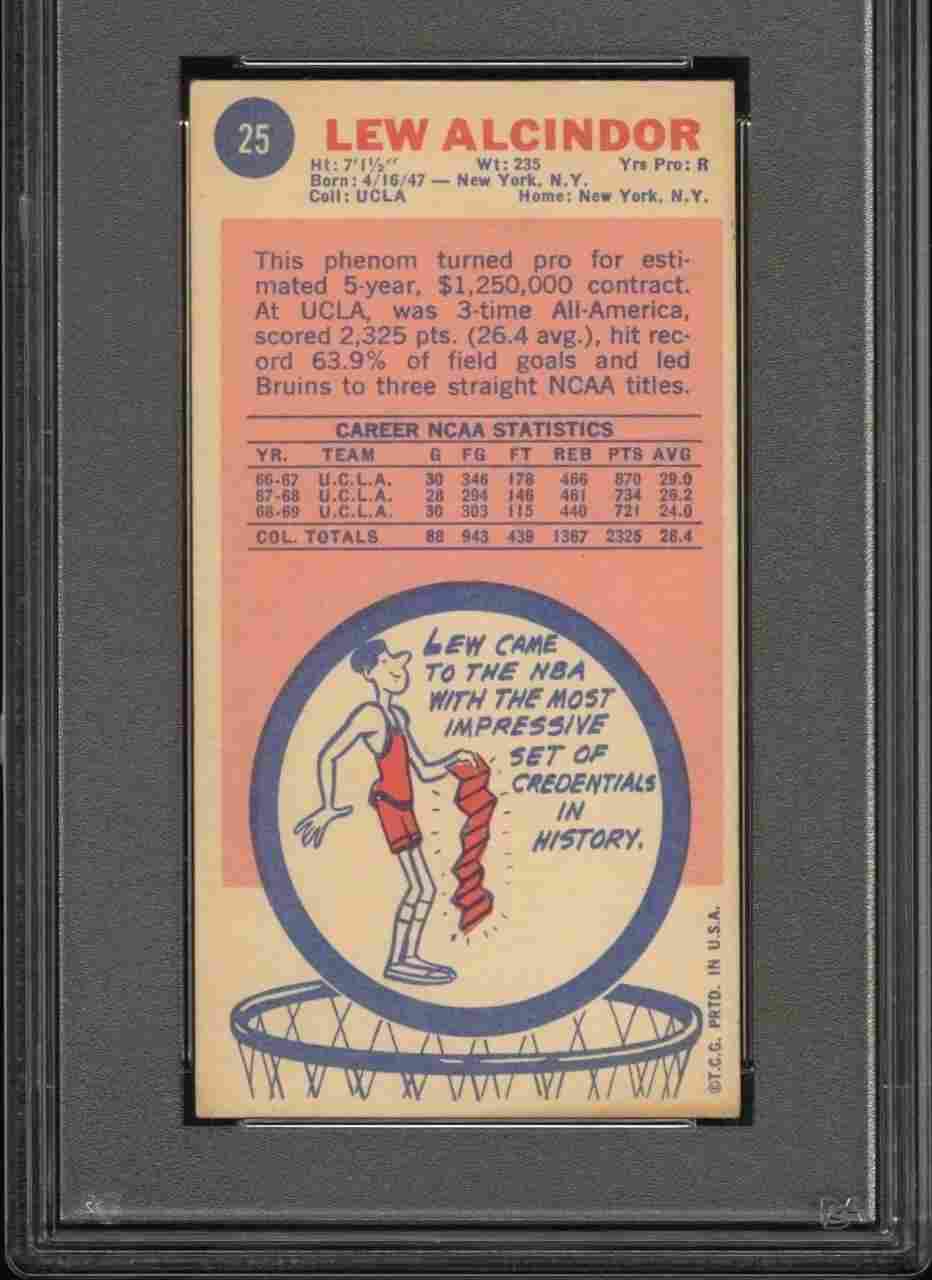 25
LEW ALCINDOR
Ht: 7'1½" Wt: 235 Yrs Pro: R
Born: 4/16/47 — New York, N.Y.
Coll: UCLA Home: New York, N.Y.
This phenom turned pro for esti-
mated 5-year, $1,250,000 contract.
At UCLA, was 3-time All-America,
scored 2,325 pts. (26.4 avg.), hit rec-
ord 63.9% of field goals and led
Bruins to three straight NCAA titles.
CAREER NCAA STATISTICS
YR. TEAM G FG FT REB PTS AVG
66-67 U.C.L.A. 30 346 178 466 870 29.0
67-68 U.C.L.A. 28 294 146 461 734 26.2
68-69 U.C.L.A. 30 303 115 440 721 24.0
COL. TOTALS 88 943 439 1367 2325 26.4
LEW CAME
TO THE NBA
WITH THE MOST
IMPRESSIVE
SET OF
CREDENTIALS
IN
HISTORY.
©T.C.G. PRTD. IN U.S.A.